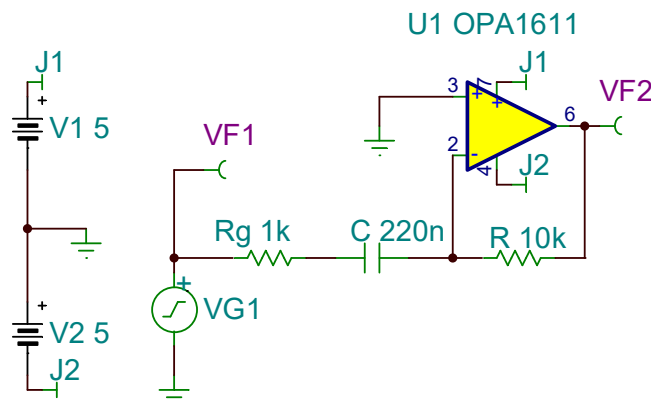 U1 OPA1611
J1
J1
VF2
3
+
7
+
+
V1 5
VF1
6
2
-
4
J2
Rg 1k
C 220n
R 10k
+
VG1
+
V2 5
J2